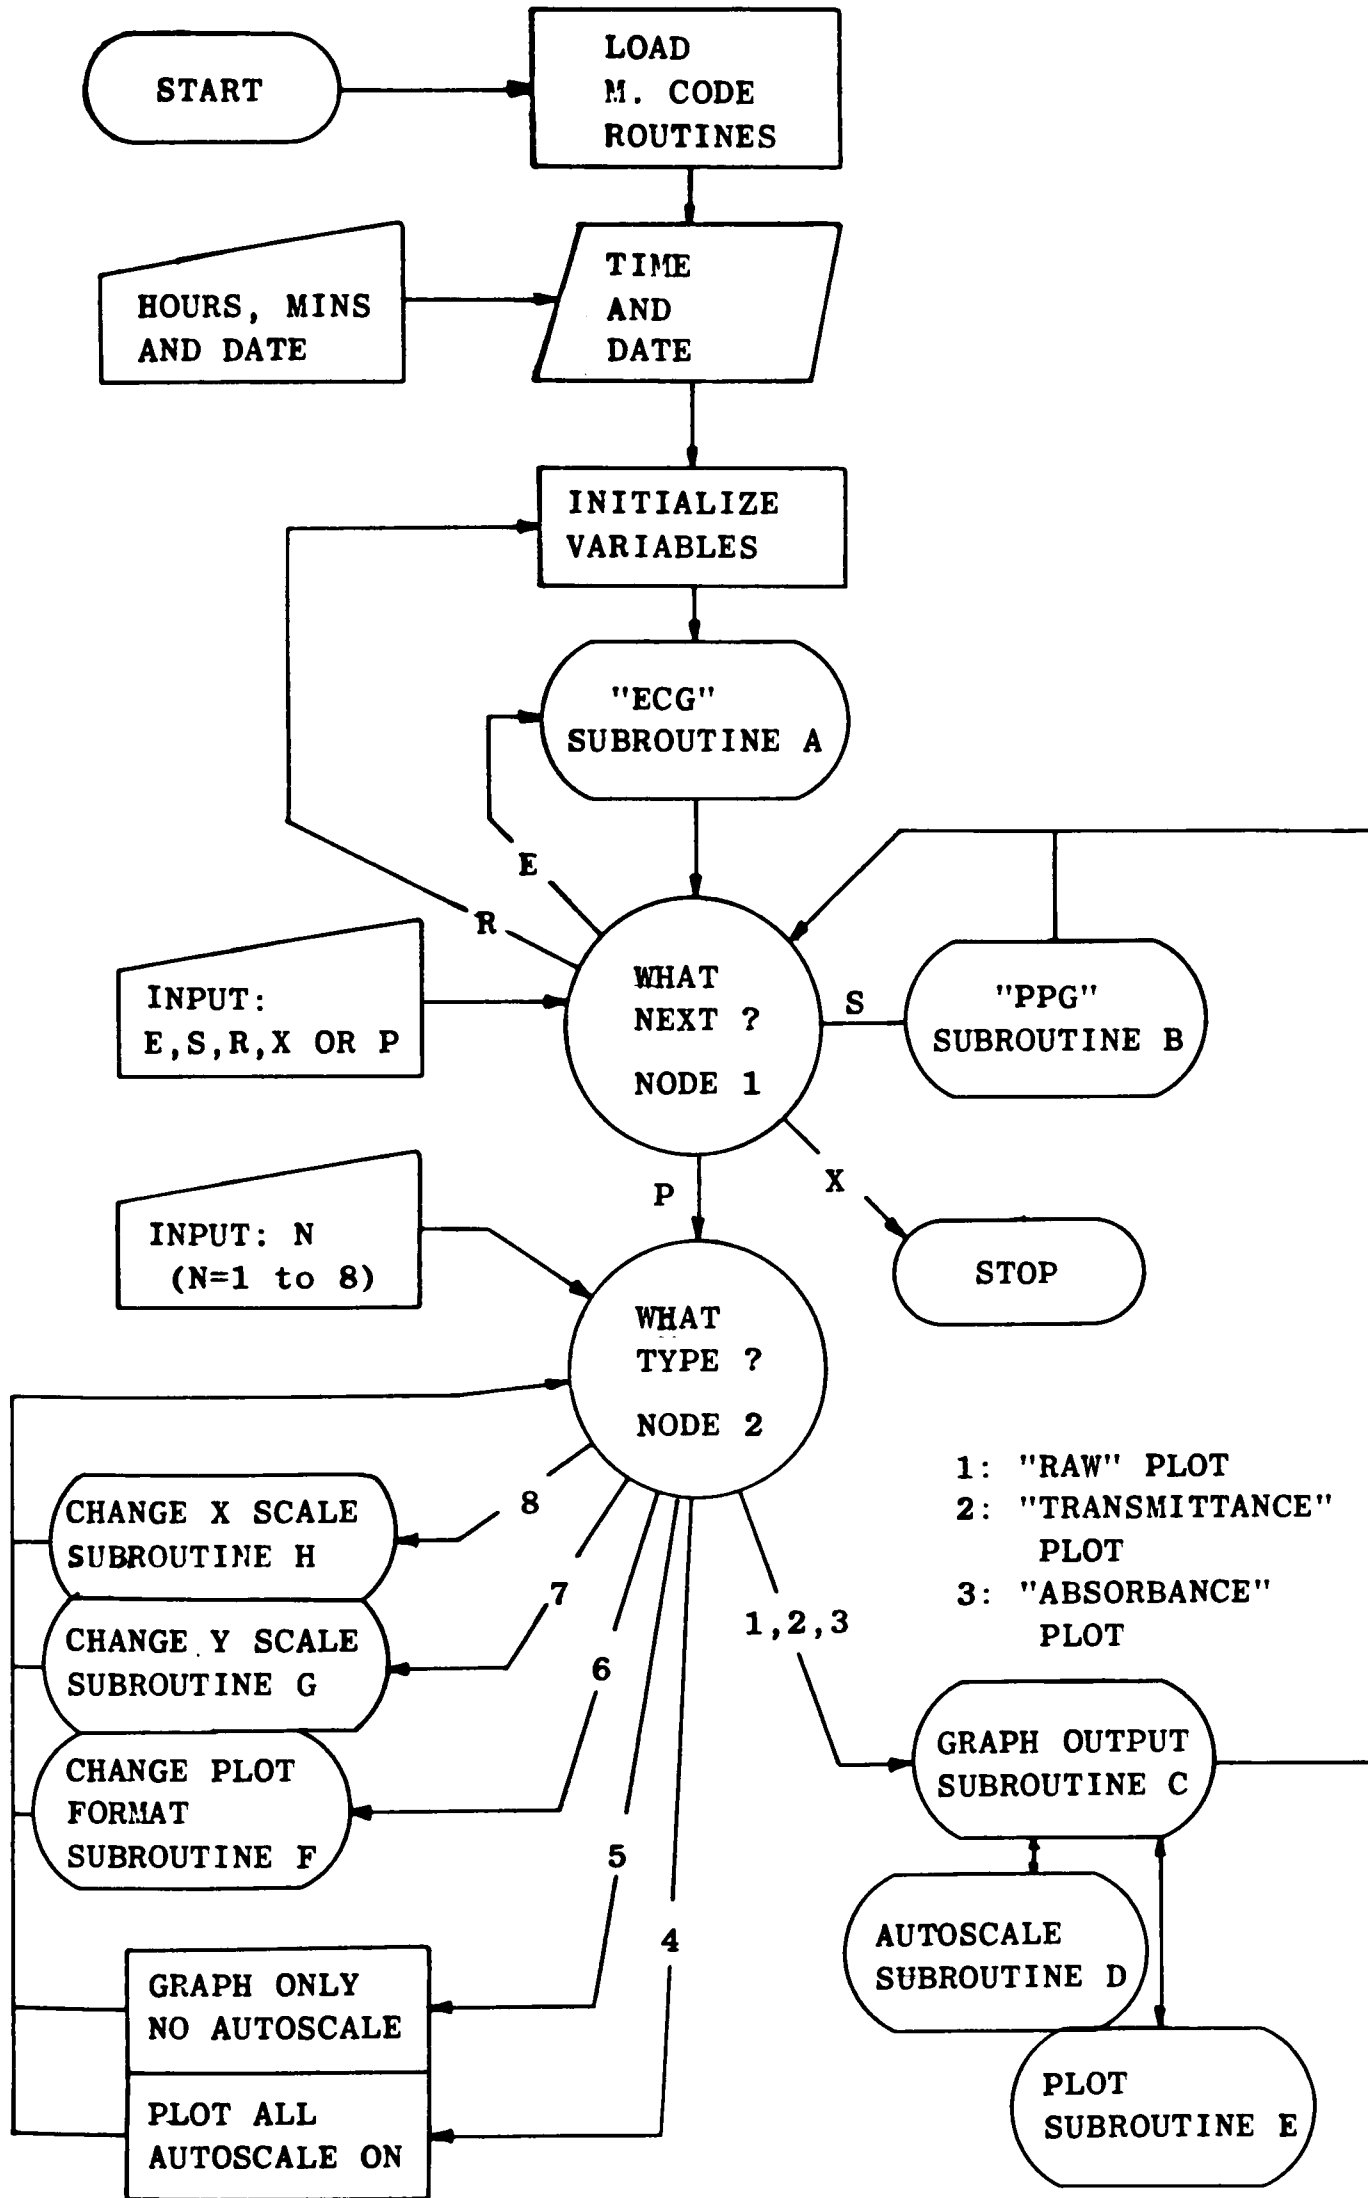 START
LOAD
M. CODE
ROUTINES
HOURS, MINS
AND DATE
TIME
AND
DATE
INITIALIZE
VARIABLES
"ECG"
SUBROUTINE A
E
R
INPUT:
E,S,R,X OR P
WHAT
NEXT ?
NODE 1
S
"PPG"
SUBROUTINE B
P
X
STOP
INPUT: N
(N=1 to 8)
WHAT
TYPE ?
NODE 2
1: "RAW" PLOT
2: "TRANSMITTANCE"
PLOT
3: "ABSORBANCE"
PLOT
8
CHANGE X SCALE
SUBROUTINE H
7
CHANGE Y SCALE
SUBROUTINE G
6
CHANGE PLOT
FORMAT
SUBROUTINE F
5
GRAPH ONLY
NO AUTOSCALE
4
PLOT ALL
AUTOSCALE ON
1,2,3
GRAPH OUTPUT
SUBROUTINE C
AUTOSCALE
SUBROUTINE D
PLOT
SUBROUTINE E